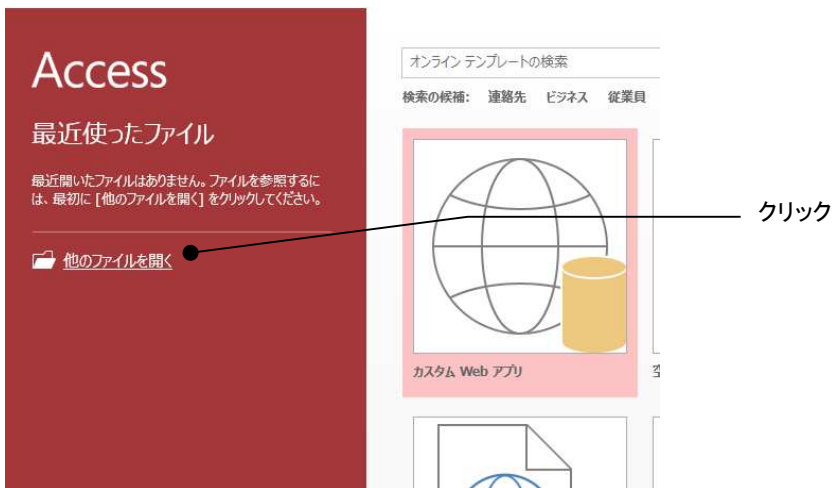 Access
最近使ったファイル
最近開いたファイルはありません。ファイルを参照するに
は、最初に [他のファイルを開く] をクリックしてください。
他のファイルを開く
オンライン テンプレートの検索
検索の候補: 連絡先 ビジネス 従業員
カスタム Web アプリ
クリック